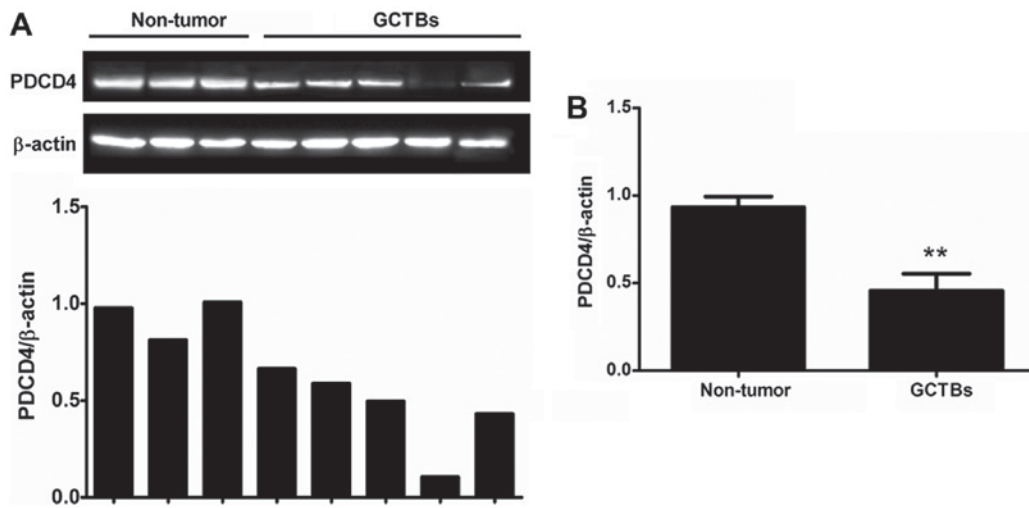 A
Non-tumor
GCTBs
PDCD4
β-actin
PDCD4/β-actin
1.5
1.0
0.5
0.0
B
PDCD4/β-actin
1.5
1.0
0.5
0.0
**
Non-tumor
GCTBs